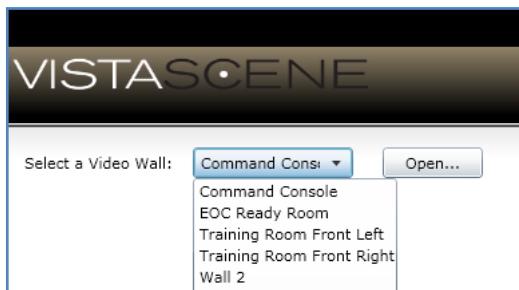 VISTASCENE
Select a Video Wall: Command Conso Open...
Command Console
EOC Ready Room
Training Room Front Left
Training Room Front Right
Wall 2